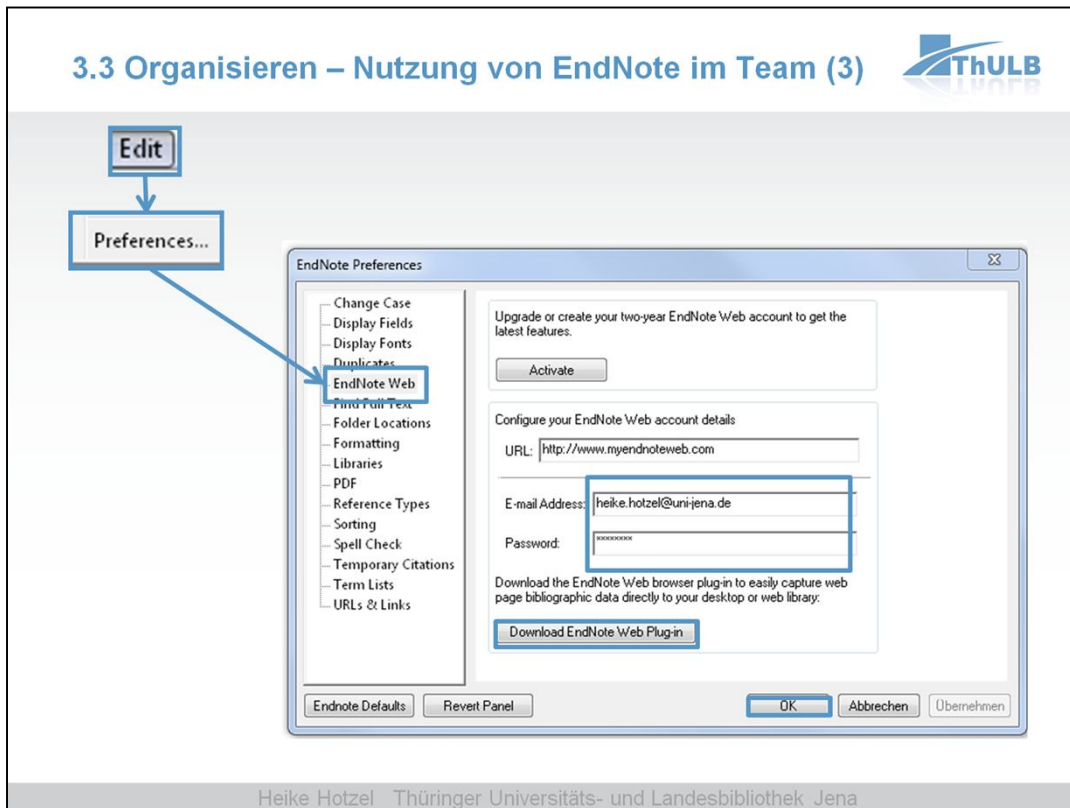 3.3 Organisieren – Nutzung von EndNote im Team (3)
ThULB
Edit
Preferences...
EndNote Preferences
Change Case
Display Fields
Display Fonts
Duplicates
EndNote Web
Find Full Text
Folder Locations
Formatting
Libraries
PDF
Reference Types
Sorting
Spell Check
Temporary Citations
Term Lists
URLs & Links
Upgrade or create your two-year EndNote Web account to get the
latest features.
Activate
Configure your EndNote Web account details
URL: http://www.myendnoteweb.com
E-mail Address: heike.hotzel@uni-jena.de
Password: ********
Download the EndNote Web browser plug-in to easily capture web
page bibliographic data directly to your desktop or web library:
Download EndNote Web Plug-in
Endnote Defaults Revert Panel OK Abbrechen Übernehmen
Heike Hotzel Thüringer Universitäts- und Landesbibliothek Jena